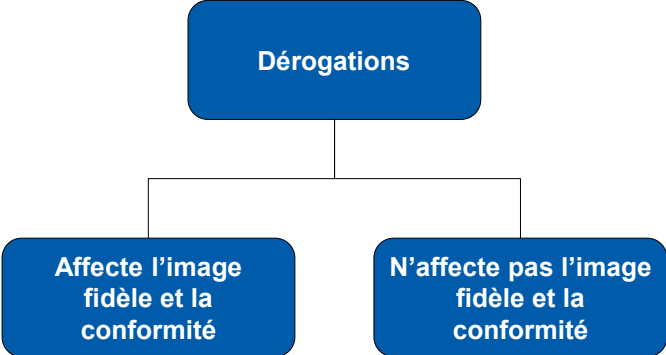 Dérogations
Affecte l’image
fidèle et la
conformité
N’affecte pas l’image
fidèle et la
conformité